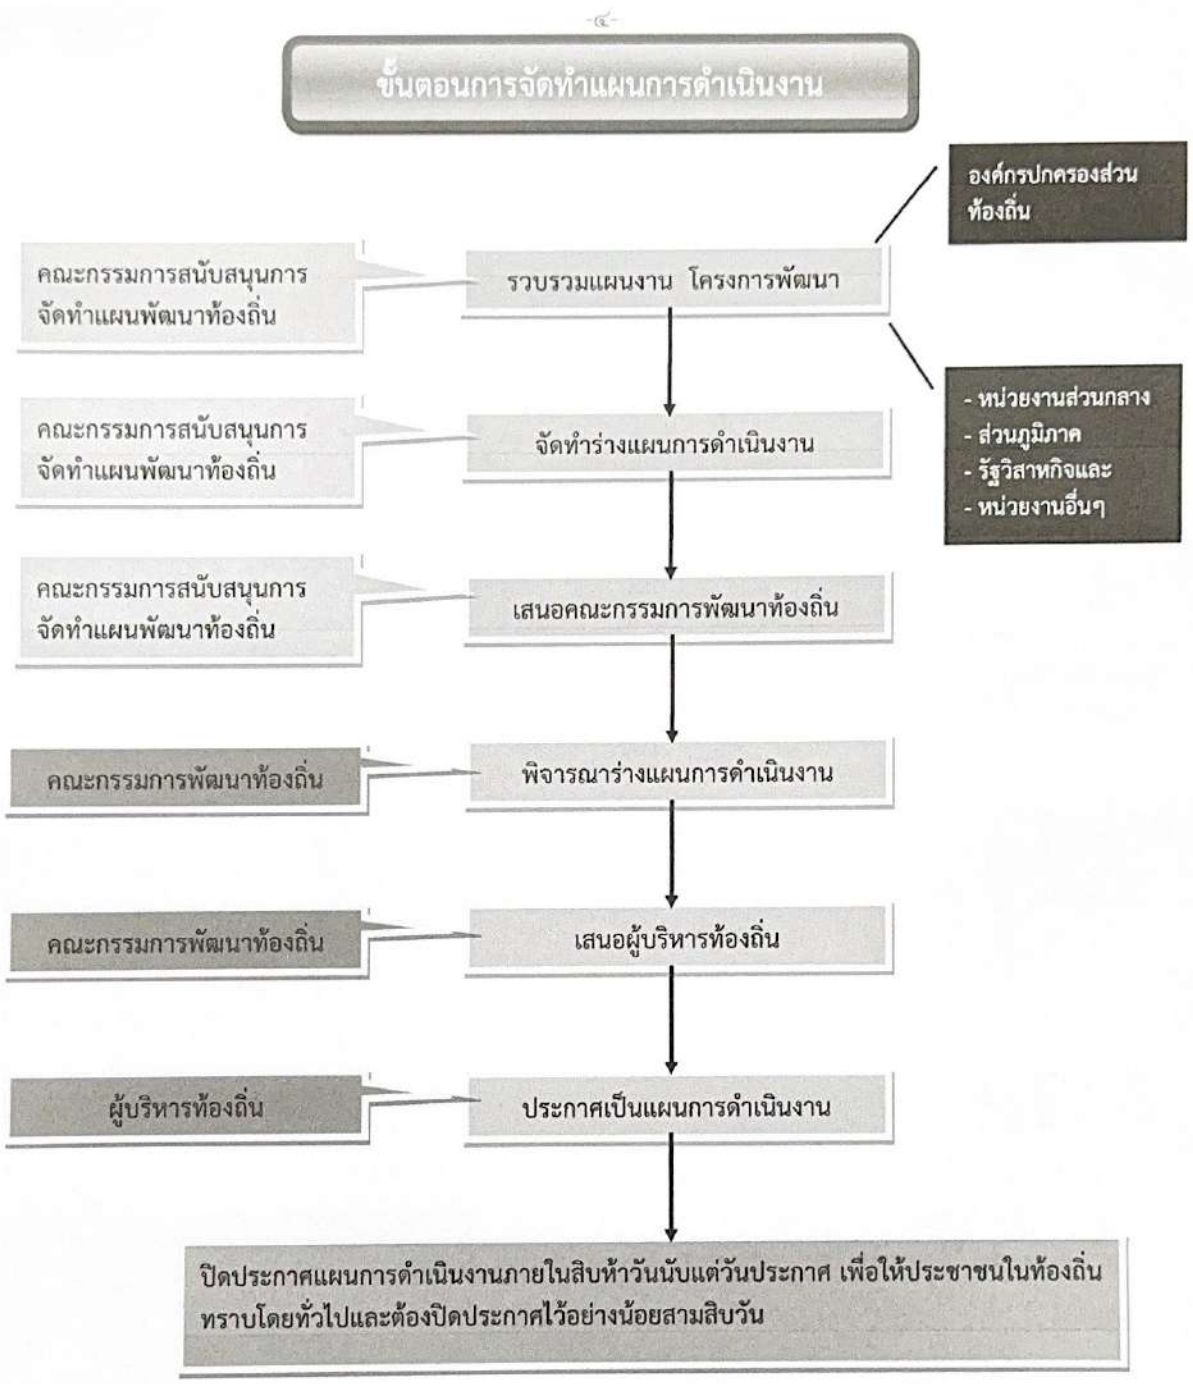 -๔-
ขั้นตอนการจัดทำแผนการดำเนินงาน
องค์กรปกครองส่วน
ท้องถิ่น
คณะกรรมการสนับสนุนการ
จัดทำแผนพัฒนาท้องถิ่น
รวบรวมแผนงาน โครงการพัฒนา
- หน่วยงานส่วนกลาง
- ส่วนภูมิภาค
- รัฐวิสาหกิจและ
- หน่วยงานอื่นๆ
คณะกรรมการสนับสนุนการ
จัดทำแผนพัฒนาท้องถิ่น
จัดทำร่างแผนการดำเนินงาน
คณะกรรมการสนับสนุนการ
จัดทำแผนพัฒนาท้องถิ่น
เสนอคณะกรรมการพัฒนาท้องถิ่น
คณะกรรมการพัฒนาท้องถิ่น
พิจารณาร่างแผนการดำเนินงาน
คณะกรรมการพัฒนาท้องถิ่น
เสนอผู้บริหารท้องถิ่น
ผู้บริหารท้องถิ่น
ประกาศเป็นแผนการดำเนินงาน
ปิดประกาศแผนการดำเนินงานภายในสิบห้าวันนับแต่วันประกาศ เพื่อให้ประชาชนในท้องถิ่น
ทราบโดยทั่วไปและต้องปิดประกาศไว้อย่างน้อยสามสิบวัน